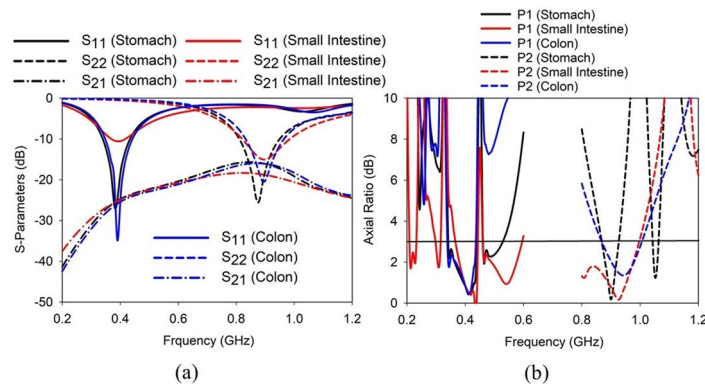 S11 (Stomach) S11 (Small Intestine)
S22 (Stomach) S22 (Small Intestine)
S21 (Stomach) S21 (Small Intestine)
0
-10
-20
-30
-40
-50
S-Parameters (dB)
S11 (Colon)
S22 (Colon)
S21 (Colon)
0.2 0.4 0.6 0.8 1.0 1.2
Frquency (GHz)
(a)
P1 (Stomach)
P1 (Small Intestine)
P1 (Colon)
P2 (Stomach)
P2 (Small Intestine)
P2 (Colon)
10
8
6
4
2
0
Axial Ratio (dB)
0.2 0.4 0.6 0.8 1.0 1.2
Frequency (GHz)
(b)